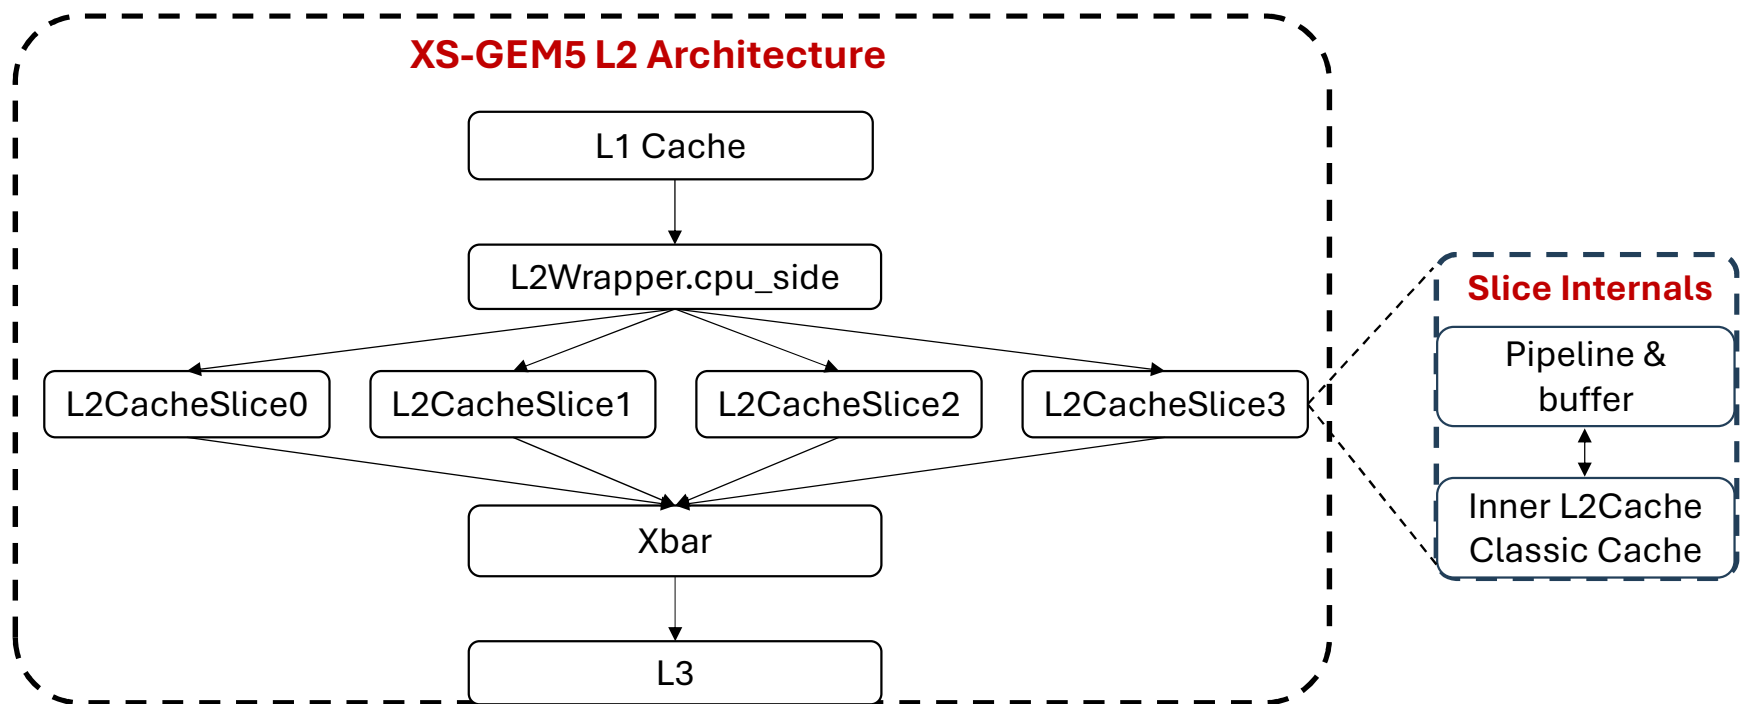 XS-GEM5 L2 Architecture
L1 Cache
L2Wrapper.cpu_side
L2CacheSlice0
L2CacheSlice1
L2CacheSlice2
L2CacheSlice3
Xbar
L3
Slice Internals
Pipeline &
buffer
Inner L2Cache
Classic Cache